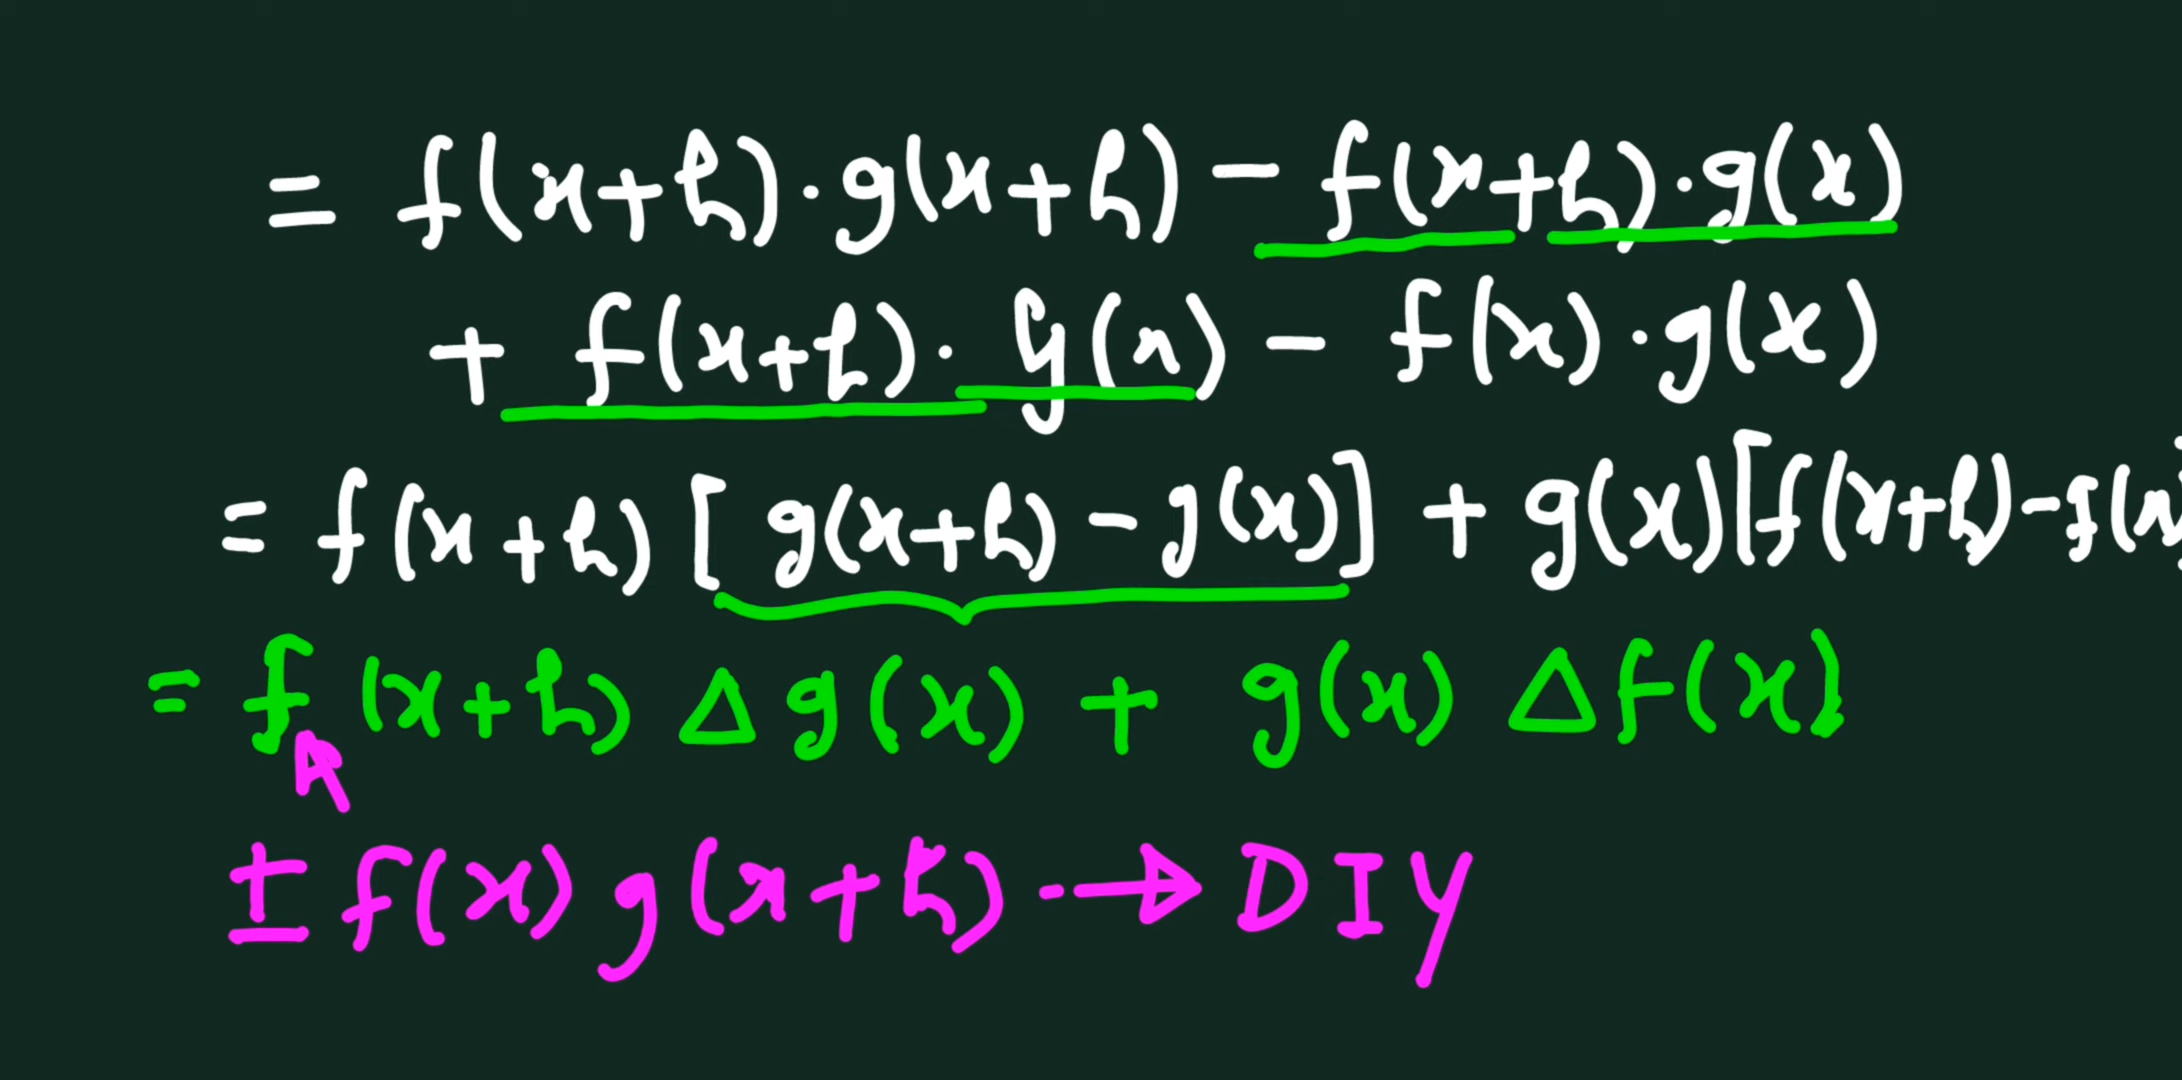 = f(x+h)·g(x+h) - f(x+h)·g(x)
+ f(x+h)·g(x) - f(x)·g(x)
= f(x+h)[g(x+h) - g(x)] + g(x)[f(x+h)-f(x)
= f(x+h) Δg(x) + g(x) Δf(x)
± f(x)g(x+h) → DIY